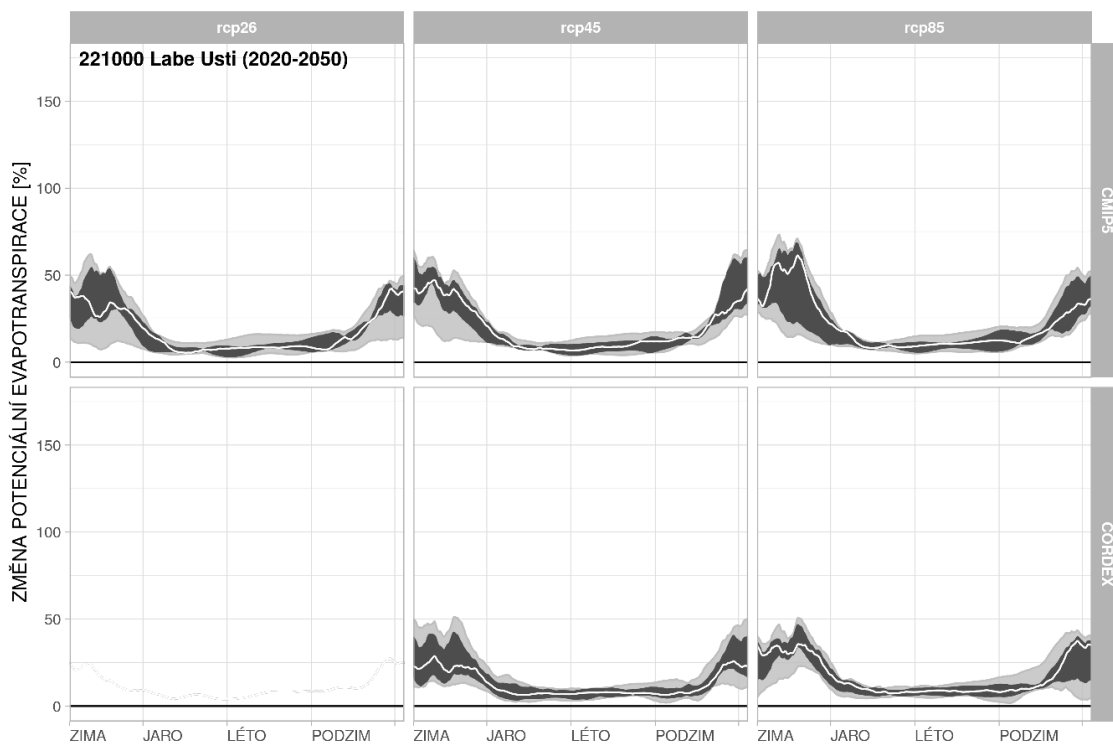 rcp26 rcp45 rcp85
221000 Labe Usti (2020-2050)
ZMĚNA POTENCIÁLNÍ EVAPOTRANSPIRACE [%]
150
100
50
0
CMIP5
150
100
50
0
CORDEX
ZIMA JARO LÉTO PODZIM ZIMA JARO LÉTO PODZIM ZIMA JARO LÉTO PODZIM